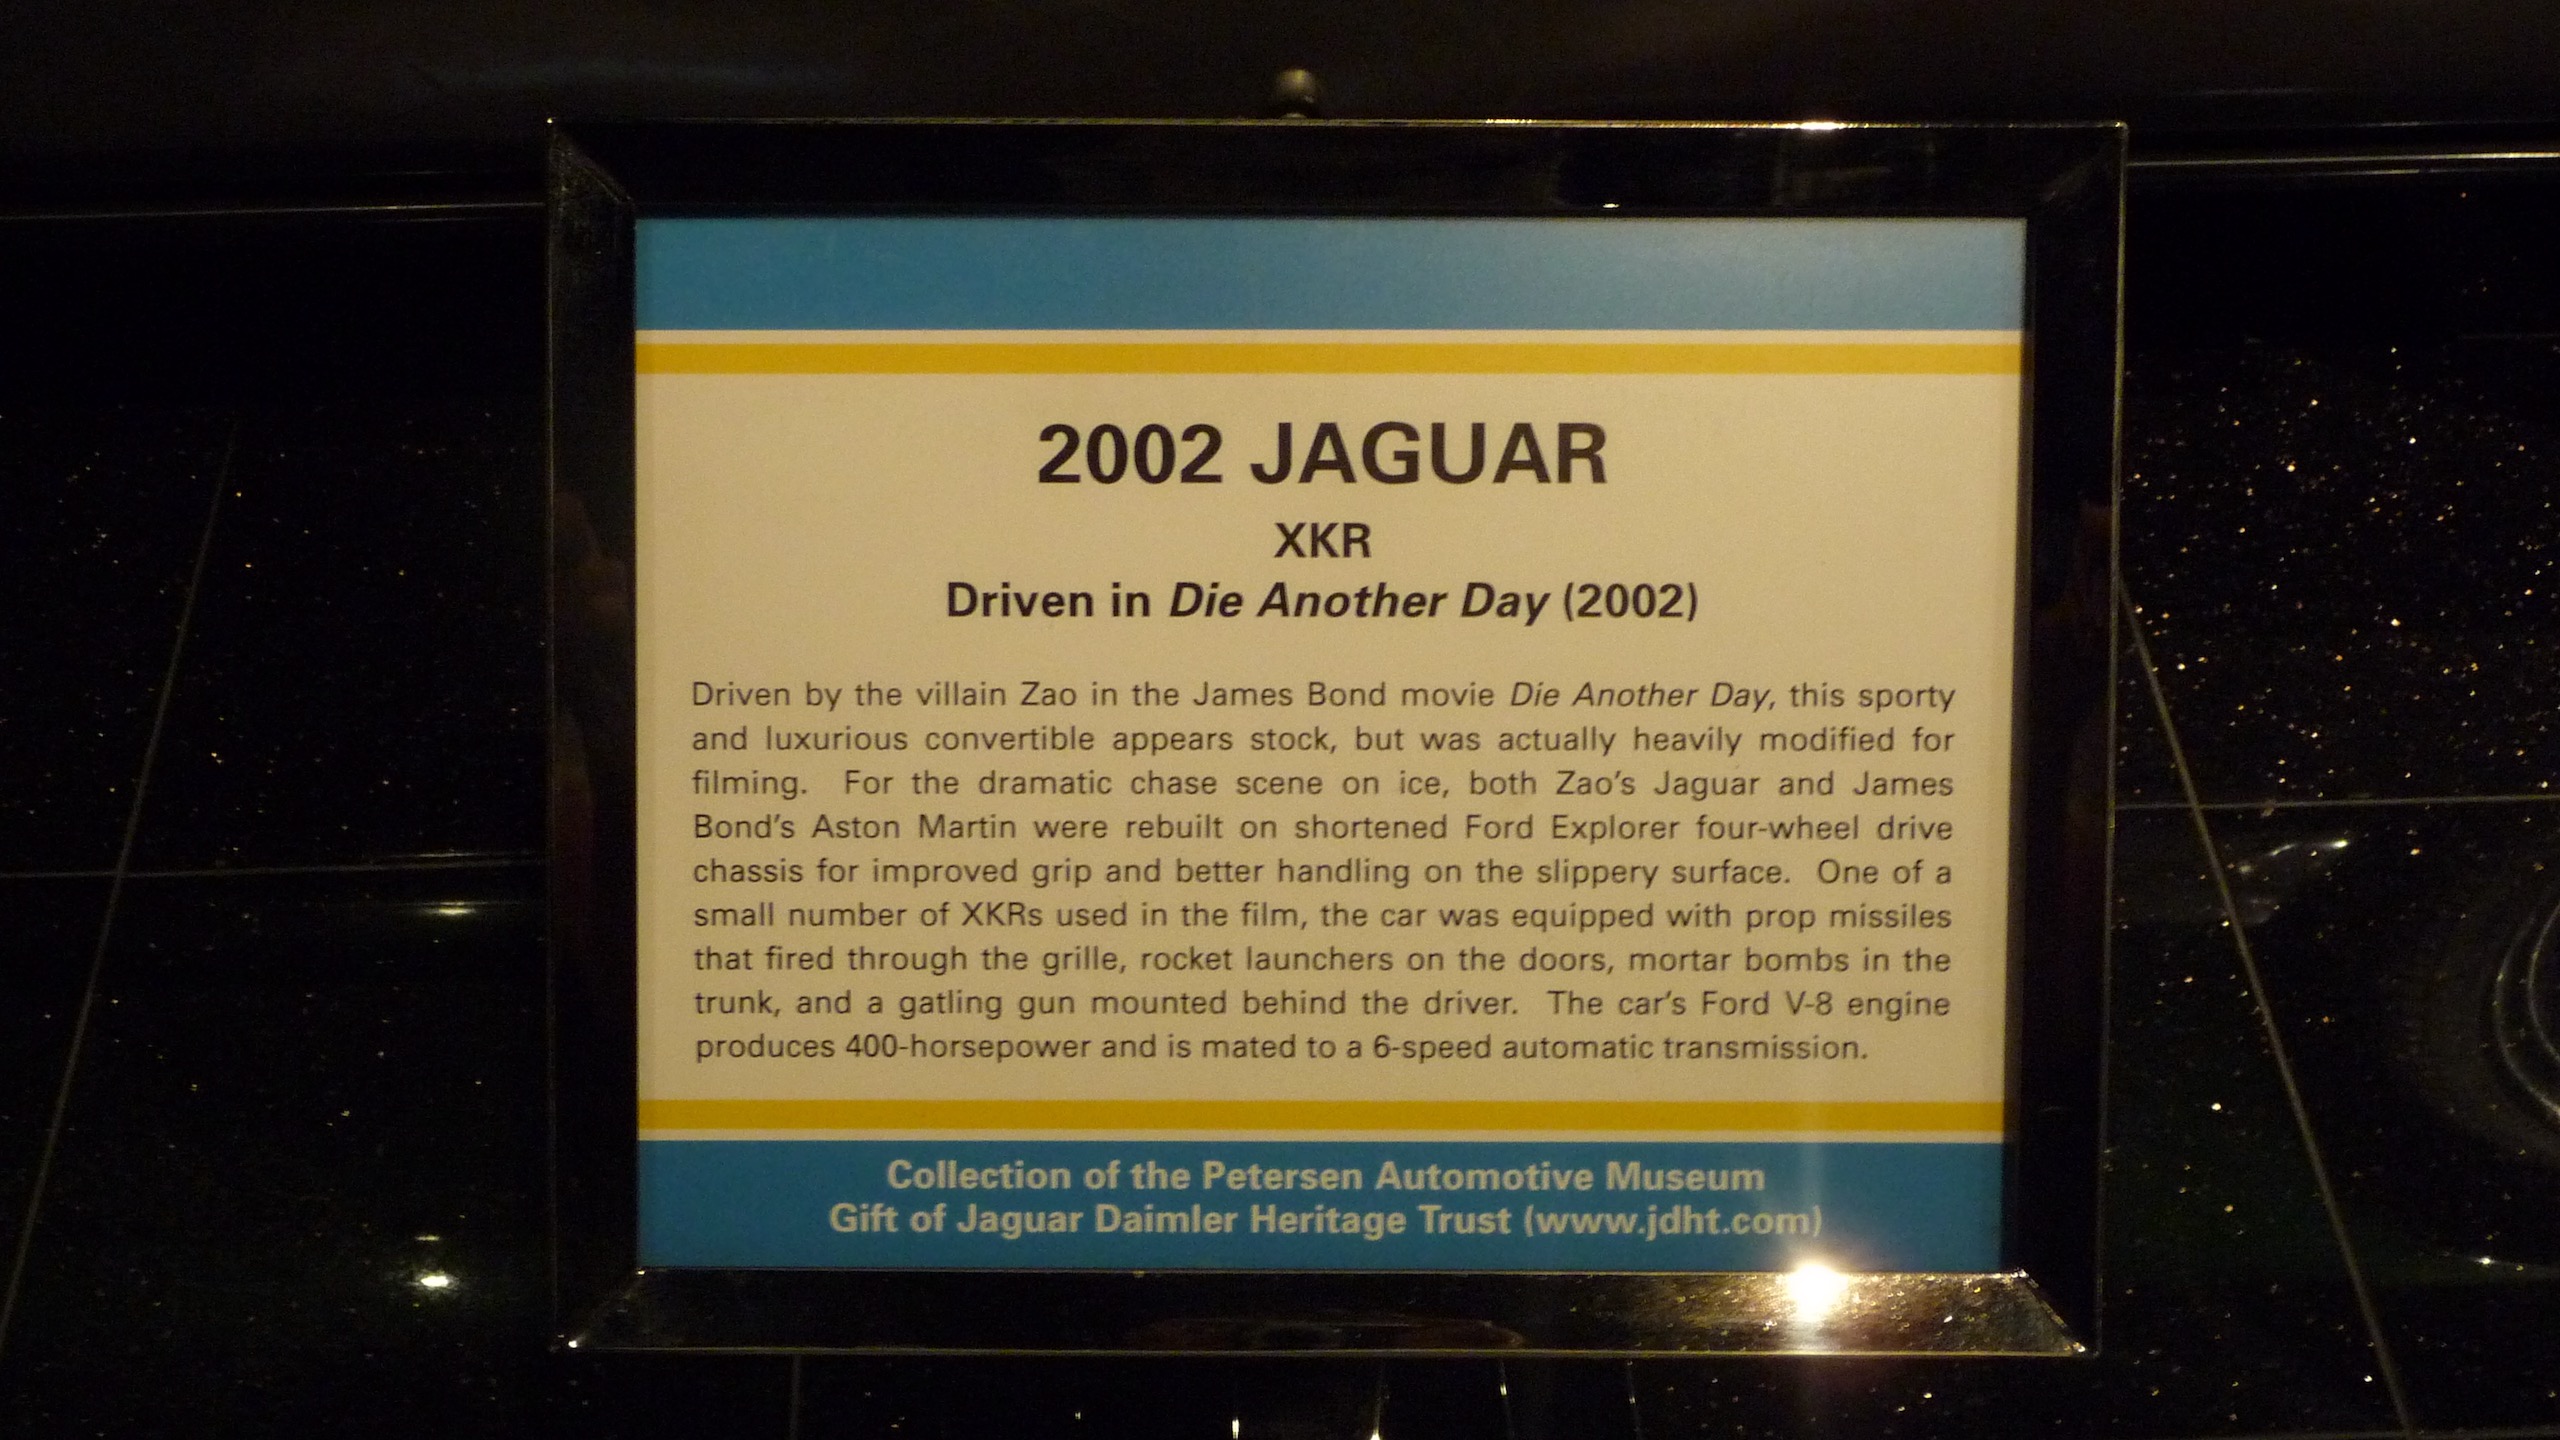 2002 JAGUAR
XKR
Driven in Die Another Day (2002)
Driven by the villain Zao in the James Bond movie Die Another Day, this sporty
and luxurious convertible appears stock, but was actually heavily modified for
filming. For the dramatic chase scene on ice, both Zao's Jaguar and James
Bond's Aston Martin were rebuilt on shortened Ford Explorer four-wheel drive
chassis for improved grip and better handling on the slippery surface. One of a
small number of XKRs used in the film, the car was equipped with prop missiles
that fired through the grille, rocket launchers on the doors, mortar bombs in the
trunk, and a gatling gun mounted behind the driver. The car's Ford V-8 engine
produces 400-horsepower and is mated to a 6-speed automatic transmission.
Collection of the Petersen Automotive Museum
Gift of Jaguar Daimler Heritage Trust (www.jdht.com)